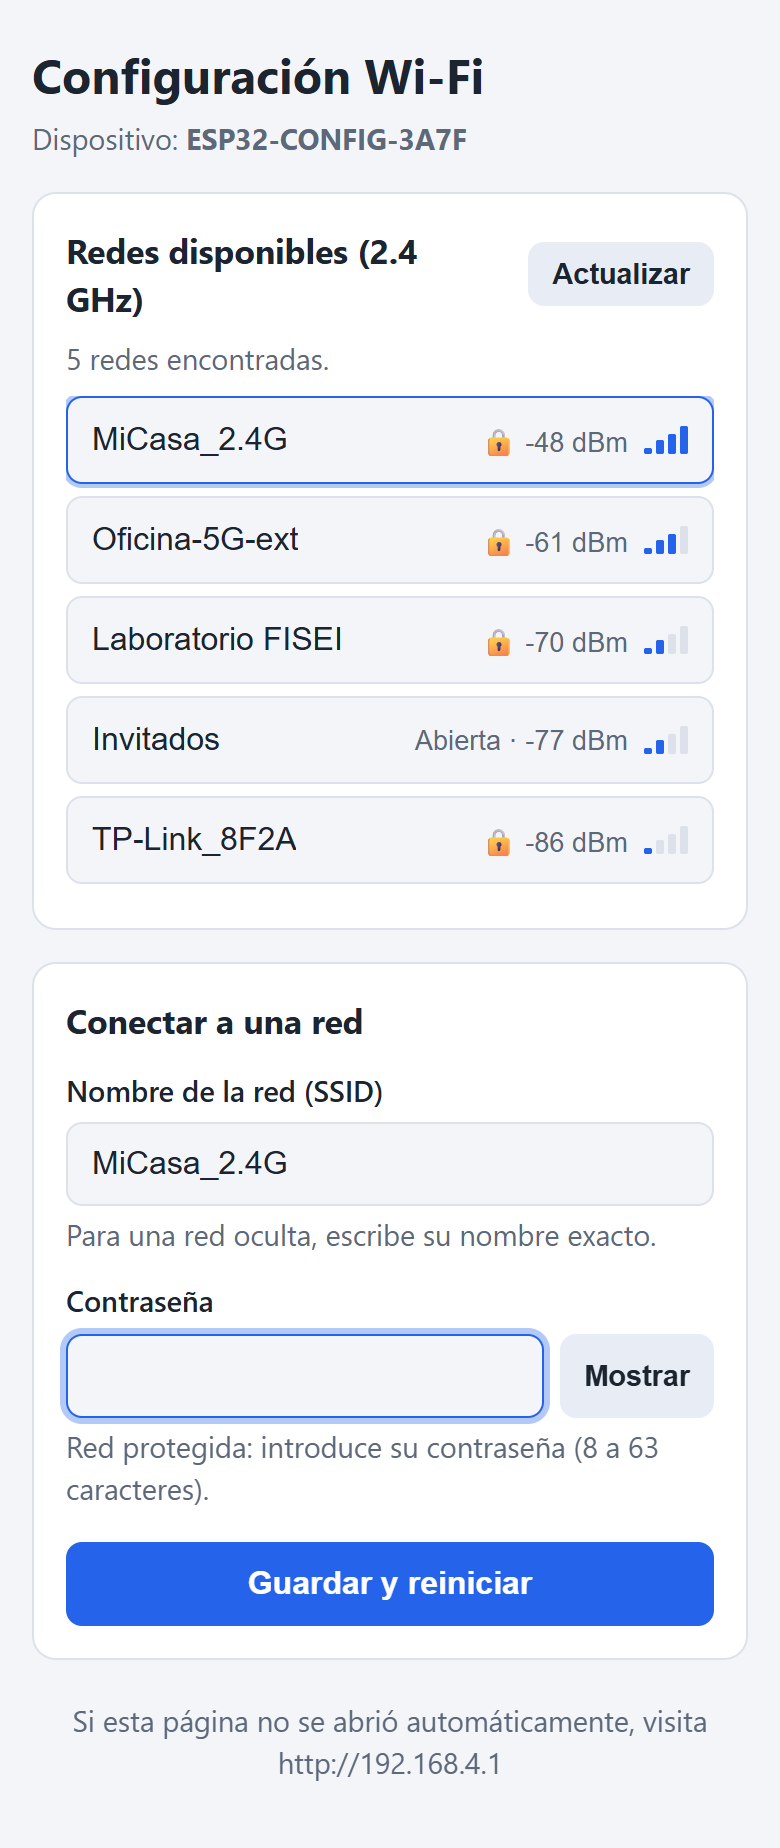 Configuración Wi-Fi
Dispositivo: ESP32-CONFIG-3A7F
Redes disponibles (2.4
GHz)
Actualizar
5 redes encontradas.
MiCasa_2.4G -48 dBm
Oficina-5G-ext -61 dBm
Laboratorio FISEI -70 dBm
Invitados Abierta · -77 dBm
TP-Link_8F2A -86 dBm
Conectar a una red
Nombre de la red (SSID)
MiCasa_2.4G
Para una red oculta, escribe su nombre exacto.
Contraseña
Mostrar
Red protegida: introduce su contraseña (8 a 63
caracteres).
Guardar y reiniciar
Si esta página no se abrió automáticamente, visita
http://192.168.4.1